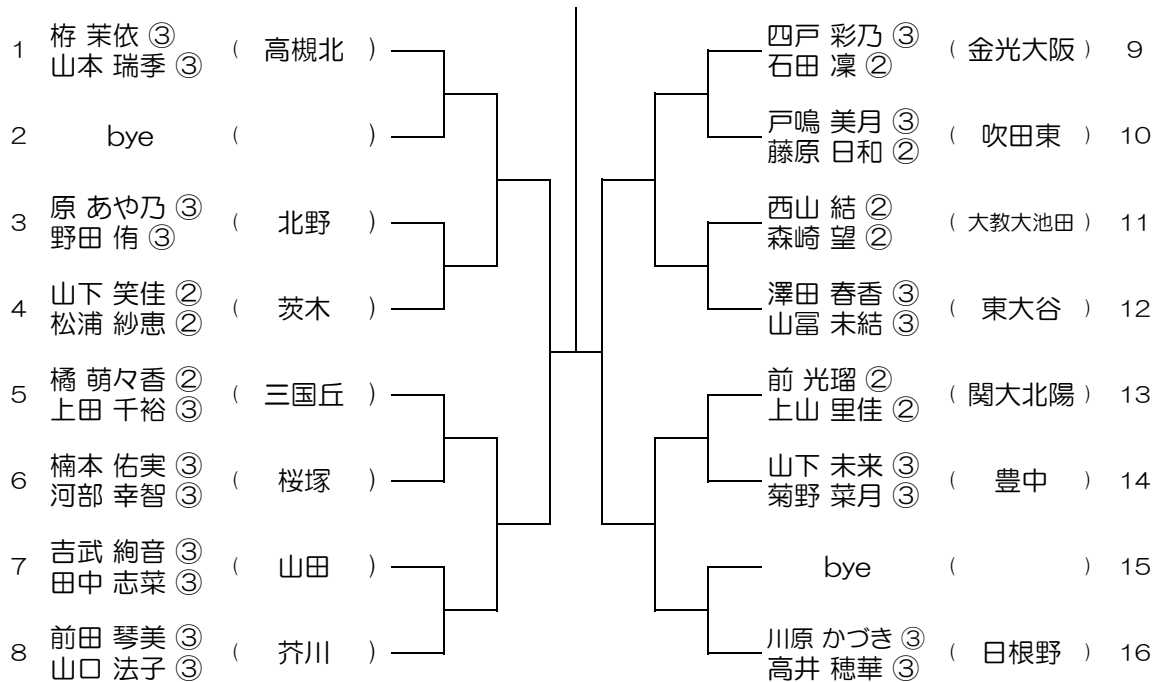 1 栫 茉依 ③ ( 高槻北 )
山本 瑞季 ③
2 bye ( )
3 原 あや乃 ③ ( 北野 )
野田 侑 ③
4 山下 笑佳 ② ( 茨木 )
松浦 紗恵 ②
5 橘 萌々香 ② ( 三国丘 )
上田 千裕 ③
6 楠本 佑実 ③ ( 桜塚 )
河部 幸智 ③
7 吉武 絢音 ③ ( 山田 )
田中 志菜 ③
8 前田 琴美 ③ ( 芥川 )
山口 法子 ③
四戸 彩乃 ③ ( 金光大阪 ) 9
石田 凜 ②
戸鳴 美月 ③ ( 吹田東 ) 10
藤原 日和 ②
西山 結 ② ( 大教大池田 ) 11
森崎 望 ②
澤田 春香 ③ ( 東大谷 ) 12
山冨 未結 ③
前 光瑠 ② ( 関大北陽 ) 13
上山 里佳 ②
山下 未来 ③ ( 豊中 ) 14
菊野 菜月 ③
bye ( ) 15
川原 かづき ③ ( 日根野 ) 16
高井 穂華 ③